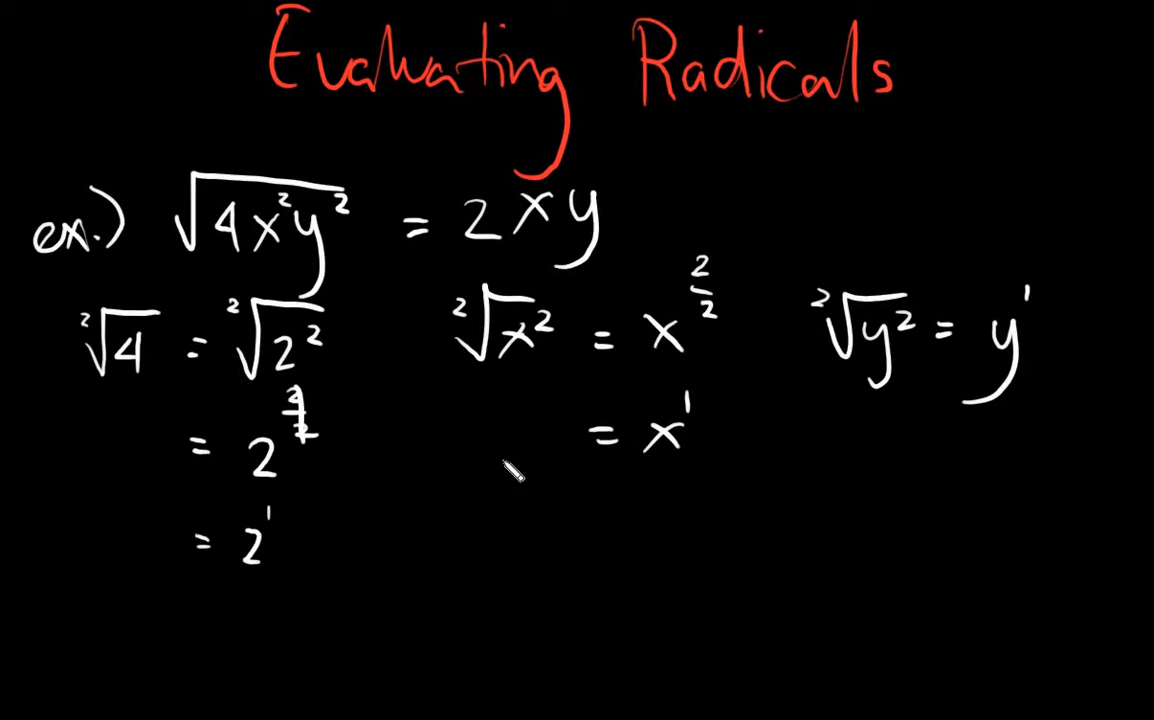 Evaluating Radicals
ex.) √4x²y² = 2xy
²√4 = ²√2² ²√x² = x^(2/2) ²√y² = y¹
= 2^(2/2) = x¹
= 2¹